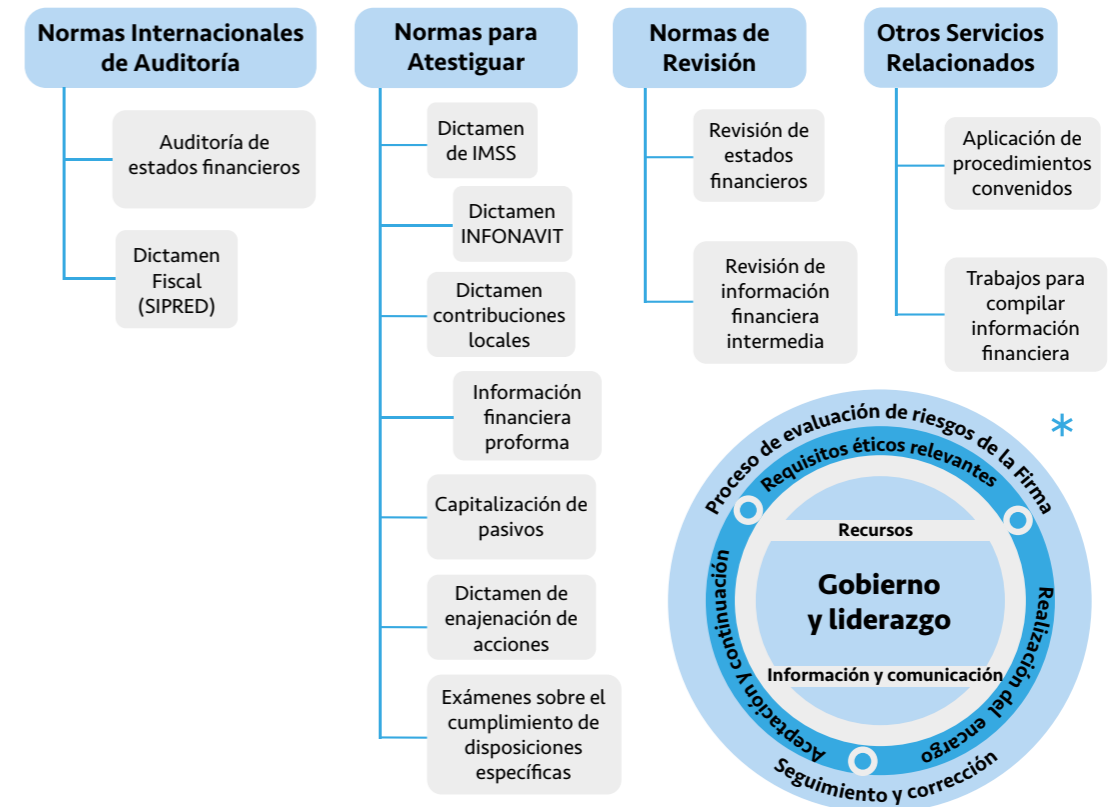 Normas Internacionales
de Auditoría
Auditoría de
estados financieros
Dictamen
Fiscal
(SIPRED)
Normas para
Atestiguar
Dictamen
de IMSS
Dictamen
INFONAVIT
Dictamen
contribuciones
locales
Información
financiera
proforma
Capitalización de
pasivos
Dictamen de
enajenación de
acciones
Exámenes sobre el
cumplimiento de
disposiciones
específicas
Normas de
Revisión
Revisión de
estados
financieros
Revisión de
información
financiera
intermedia
Otros Servicios
Relacionados
Aplicación de
procedimientos
convenidos
Trabajos para
compilar
información
financiera
*
Proceso de evaluación de riesgos de la Firma
Requisitos éticos relevantes
Recursos
Gobierno
y liderazgo
Información y comunicación
Aceptación y continuación
Realización del encargo
Seguimiento y corrección